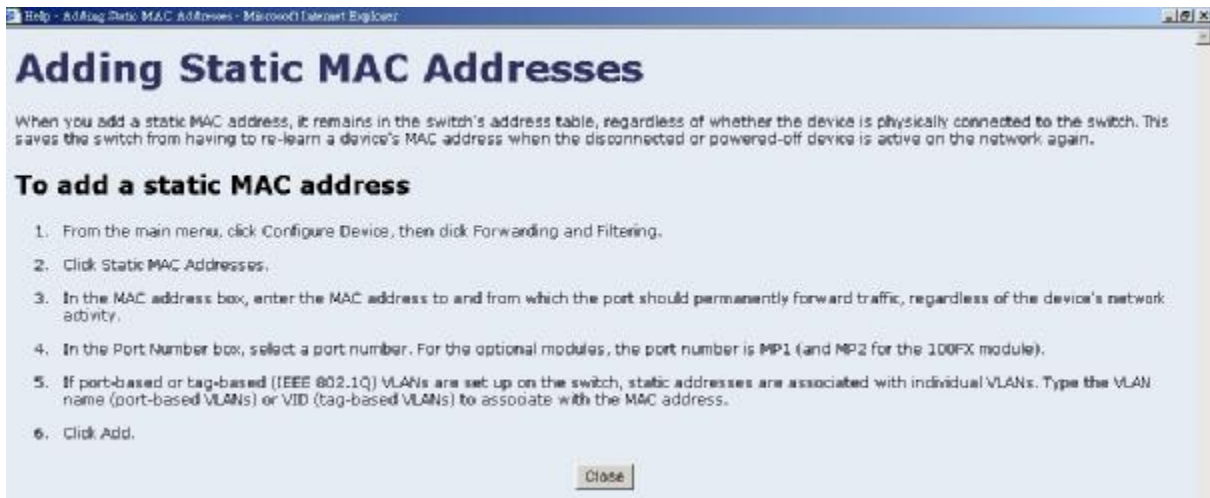 Help - Adding Static MAC Addresses - Microsoft Internet Explorer
Adding Static MAC Addresses
When you add a static MAC address, it remains in the switch's address table, regardless of whether the device is physically connected to the switch. This
saves the switch from having to re-learn a device's MAC address when the disconnected or powered-off device is active on the network again.
To add a static MAC address
1. From the main menu, click Configure Device, then click Forwarding and Filtering.
2. Click Static MAC Addresses.
3. In the MAC address box, enter the MAC address to and from which the port should permanently forward traffic, regardless of the device's network
activity.
4. In the Port Number box, select a port number. For the optional modules, the port number is MP1 (and MP2 for the 100FX module).
5. If port-based or tag-based (IEEE 802.1Q) VLANs are set up on the switch, static addresses are associated with individual VLANs. Type the VLAN
name (port-based VLANs) or VID (tag-based VLANs) to associate with the MAC address.
6. Click Add.
Close